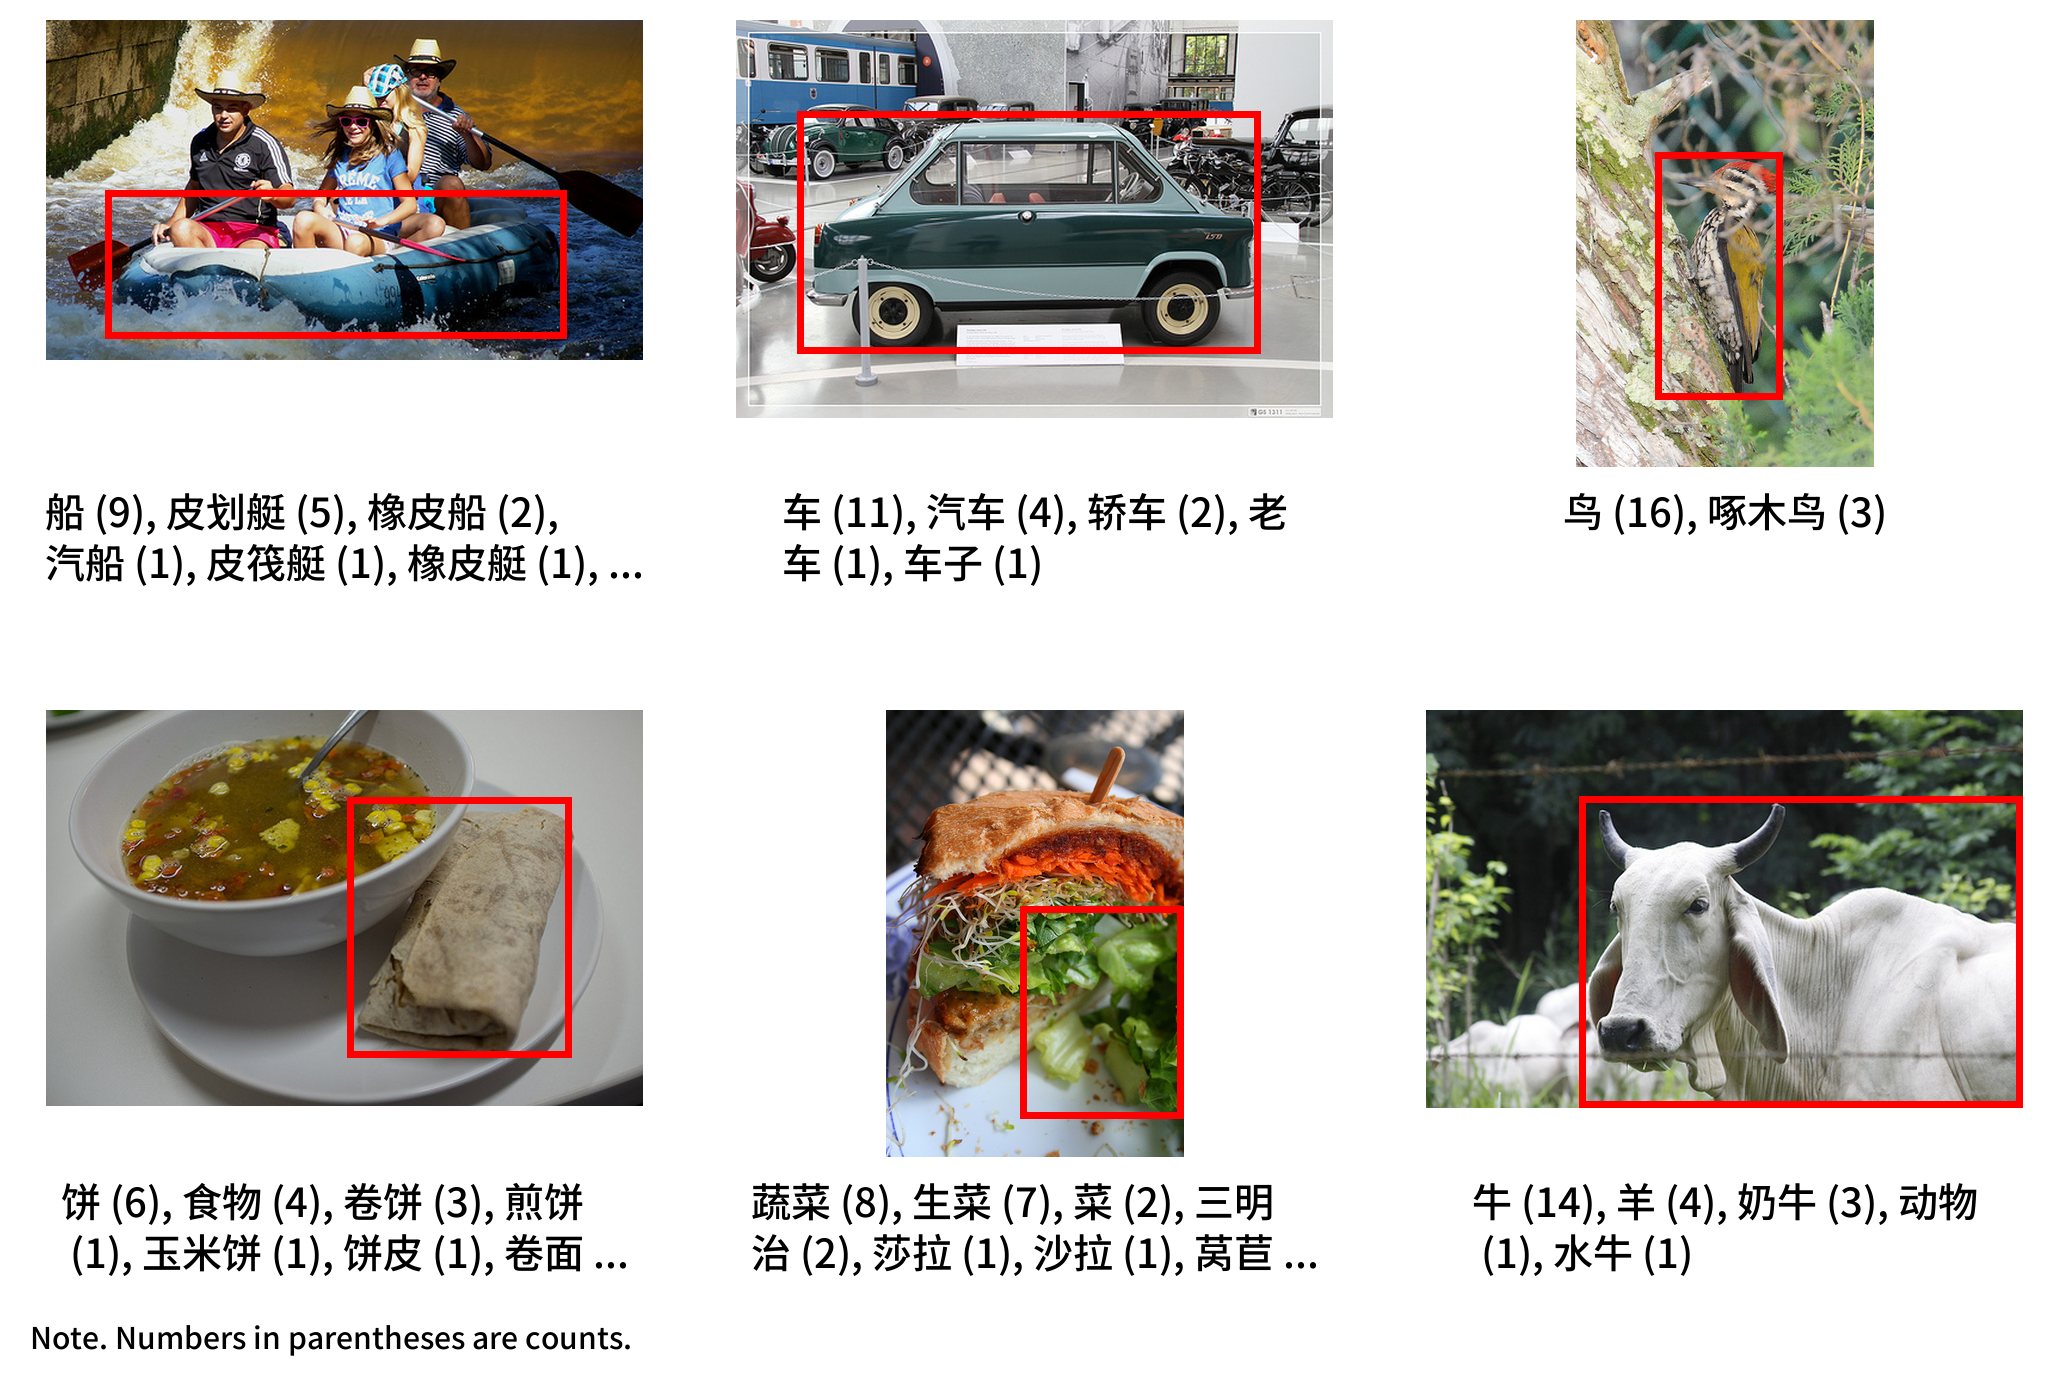 船 (9), 皮划艇 (5), 橡皮船 (2),
汽船 (1), 皮筏艇 (1), 橡皮艇 (1), ...
车 (11), 汽车 (4), 轿车 (2), 老
车 (1), 车子 (1)
鸟 (16), 啄木鸟 (3)
饼 (6), 食物 (4), 卷饼 (3), 煎饼
(1), 玉米饼 (1), 饼皮 (1), 卷面 ...
蔬菜 (8), 生菜 (7), 菜 (2), 三明
治 (2), 莎拉 (1), 沙拉 (1), 莴苣 ...
牛 (14), 羊 (4), 奶牛 (3), 动物
(1), 水牛 (1)
Note. Numbers in parentheses are counts.